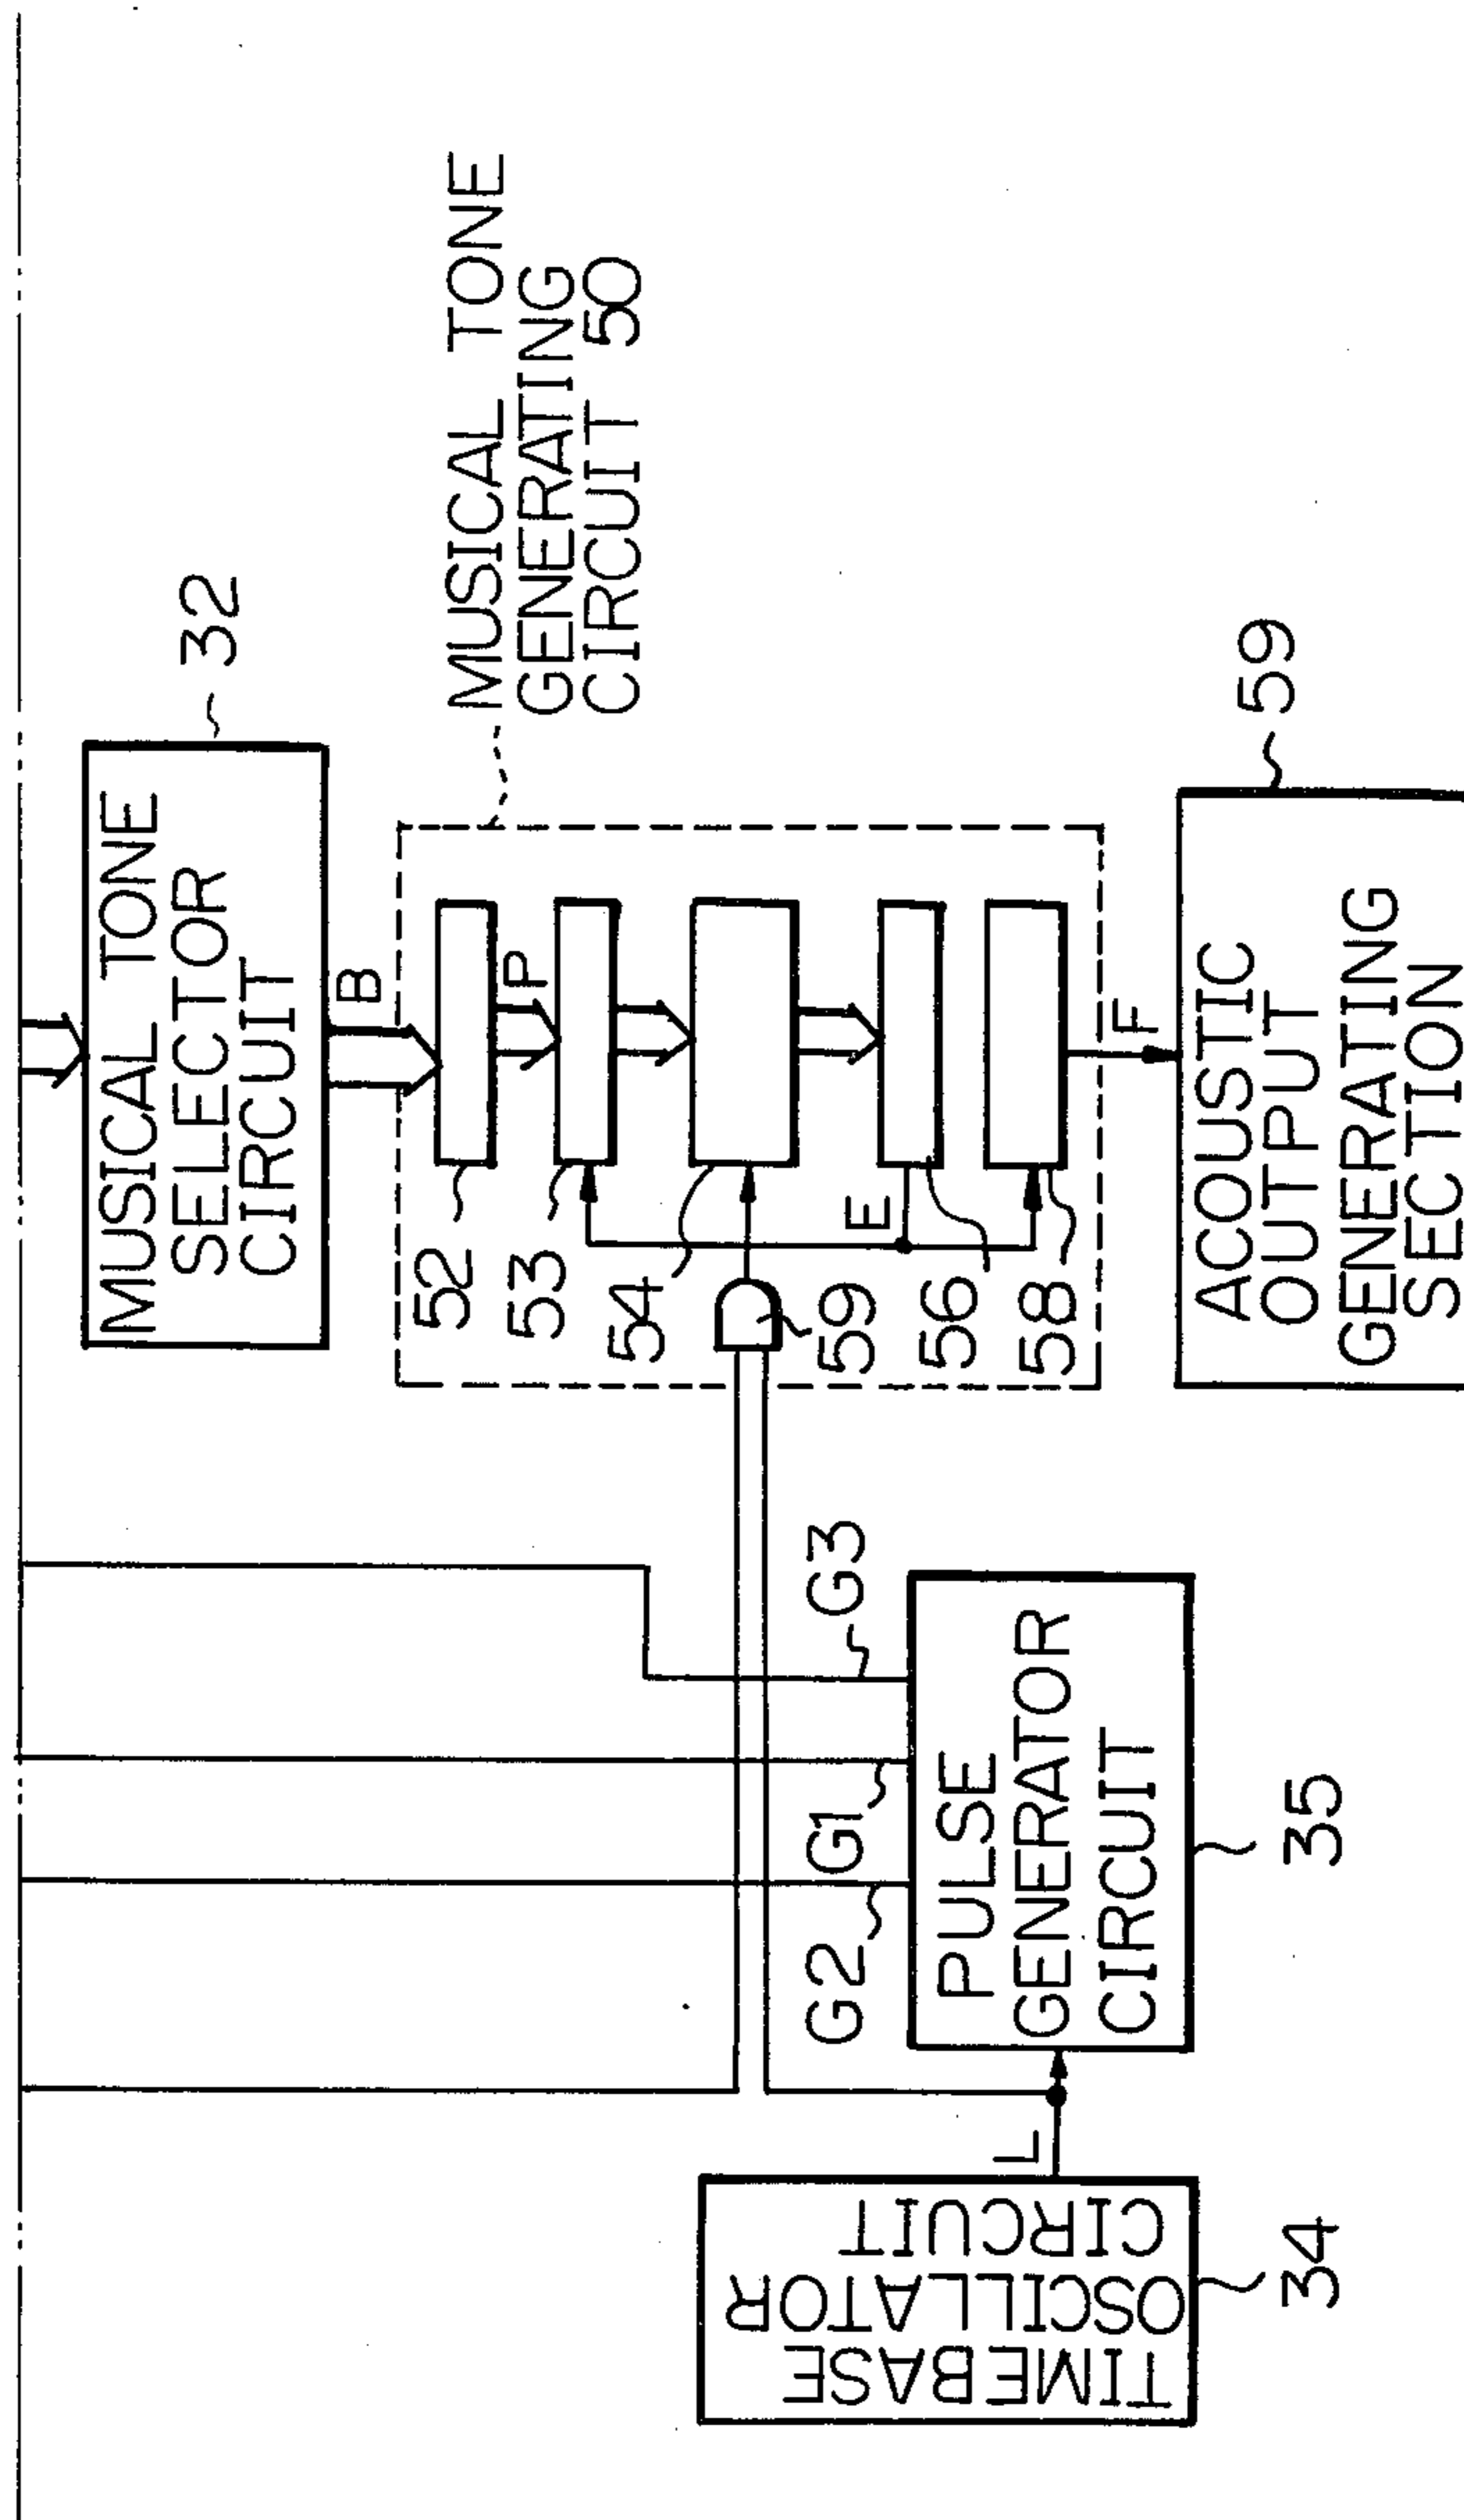 MUSICAL TONE
SELECTOR
CIRCUIT
32
B
MUSICAL TONE
GENERATING
CIRCUIT 50
P
52
53
54
E
59
56
58
F
ACOUSTIC
OUTPUT
GENERATING
SECTION
59
G3
G1
G2
PULSE
GENERATOR
CIRCUIT
35
L
TIMEBASE
OSCILLATOR
CIRCUIT
34